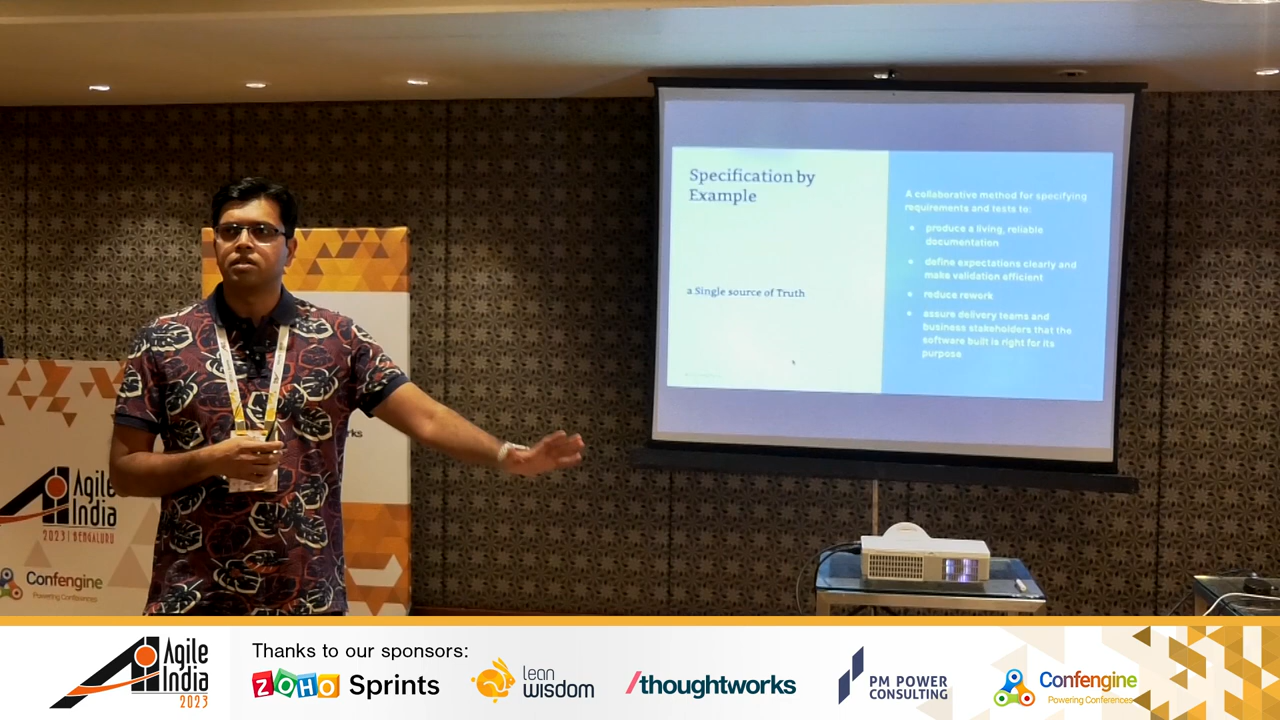 Specification by
Example
a Single source of Truth
A collaborative method for specifying
requirements and tests to:
produce a living, reliable
documentation
define expectations clearly and
make validation efficient
reduce rework
assure delivery teams and
business stakeholders that the
software built is right for its
purpose
Agile
India
2023 | BENGALURU
Confengine
Powering Conferences
Agile
India
2023
Thanks to our sponsors:
ZOHO Sprints
lean
wisdom
/thoughtworks
PM POWER
CONSULTING
Confengine
Powering Conferences